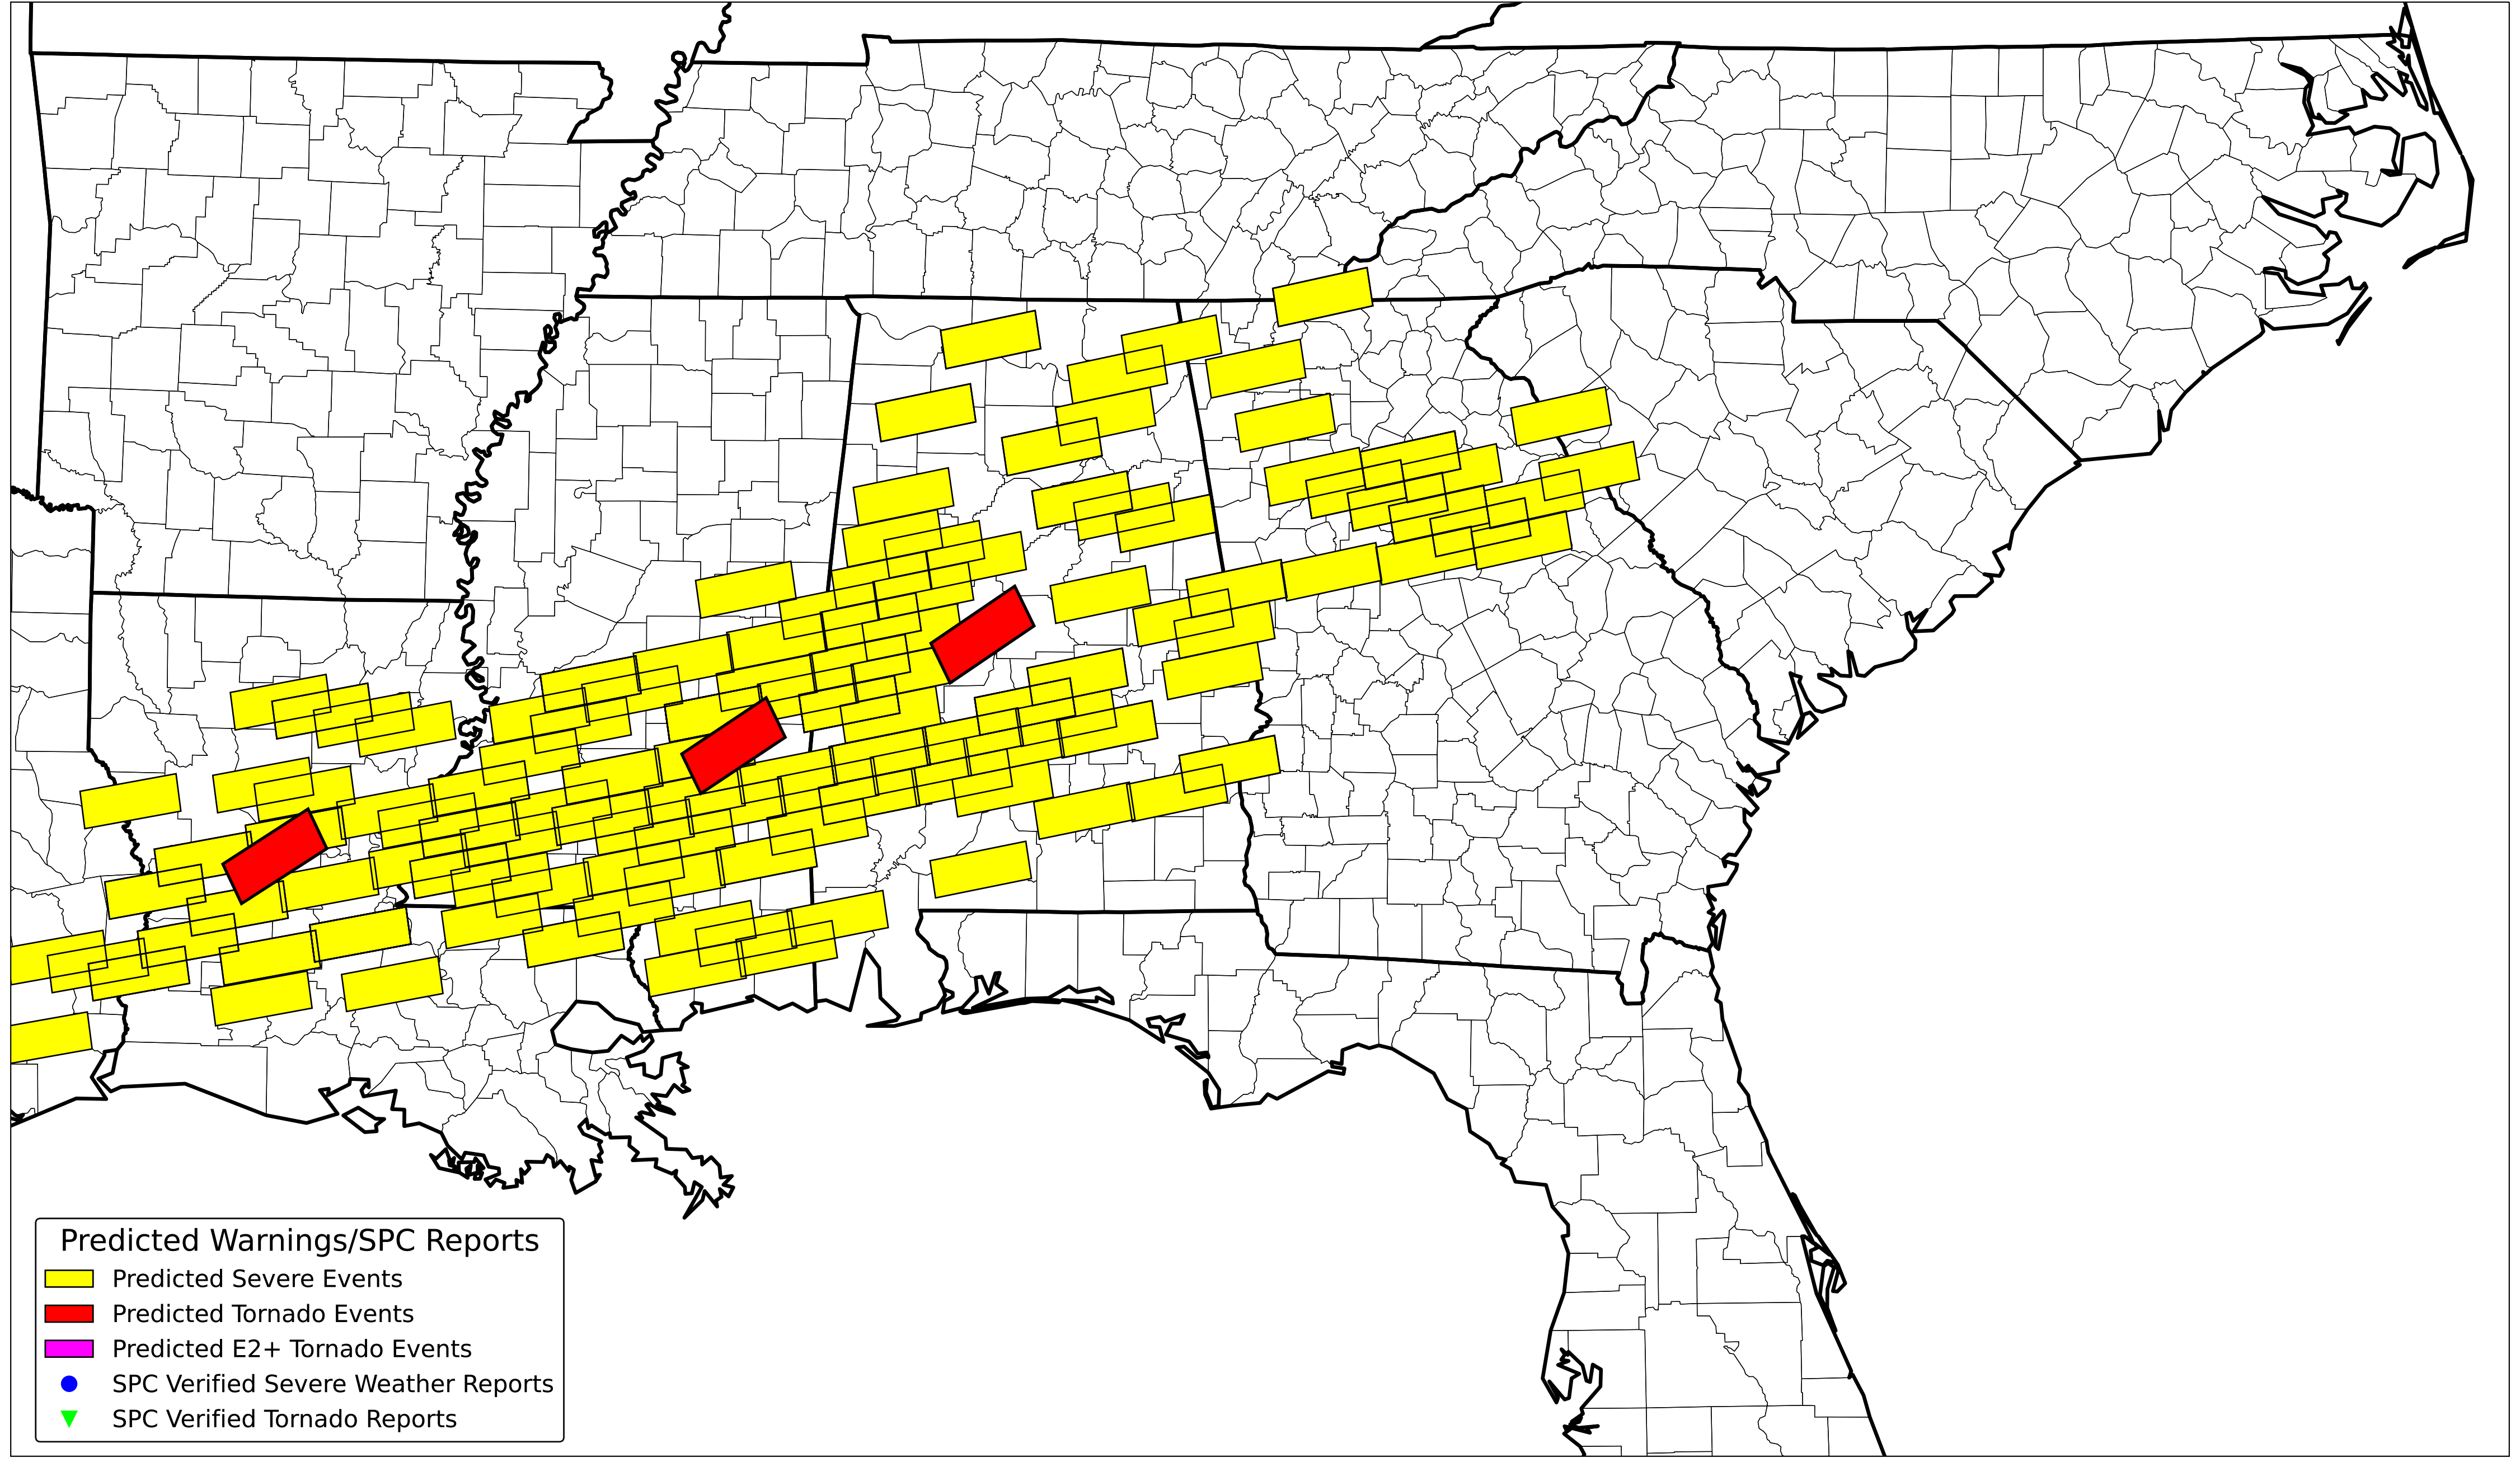 Predicted Warnings/SPC Reports
Predicted Severe Events
Predicted Tornado Events
Predicted E2+ Tornado Events
SPC Verified Severe Weather Reports
SPC Verified Tornado Reports